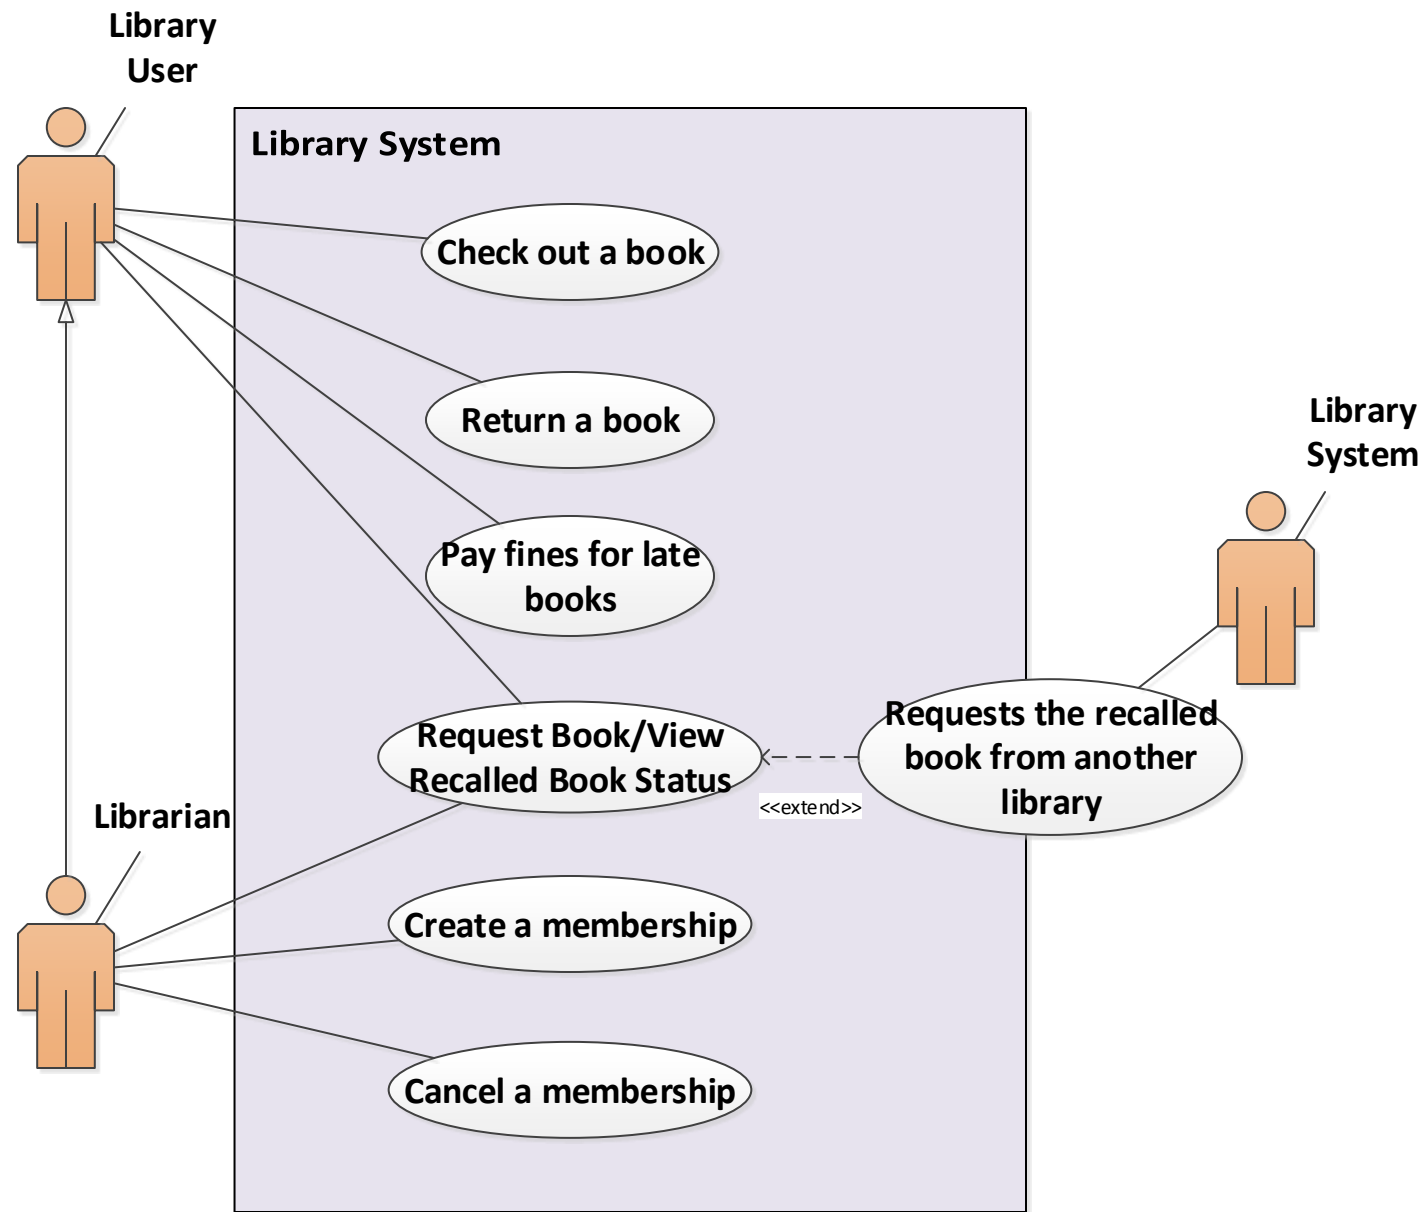 Library
User
Library System
Check out a book
Return a book
Library
System
Pay fines for late
books
Requests the recalled
book from another
library
Request Book/View
Recalled Book Status
<<extend>>
Librarian
Create a membership
Cancel a membership